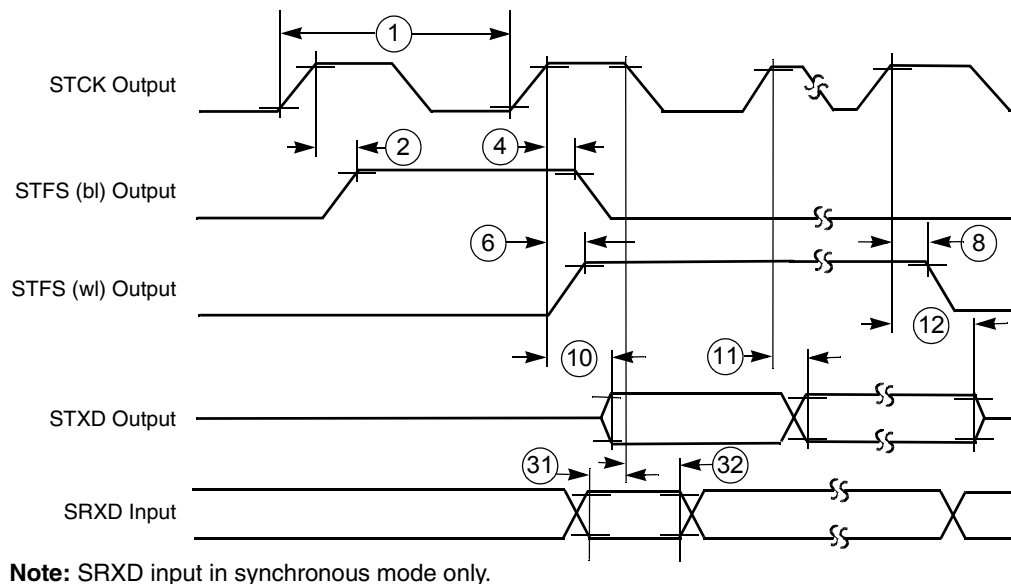 1
STCK Output
2
4
STFS (bl) Output
6
8
STFS (wl) Output
12
10
11
STXD Output
31
32
SRXD Input
Note: SRXD input in synchronous mode only.